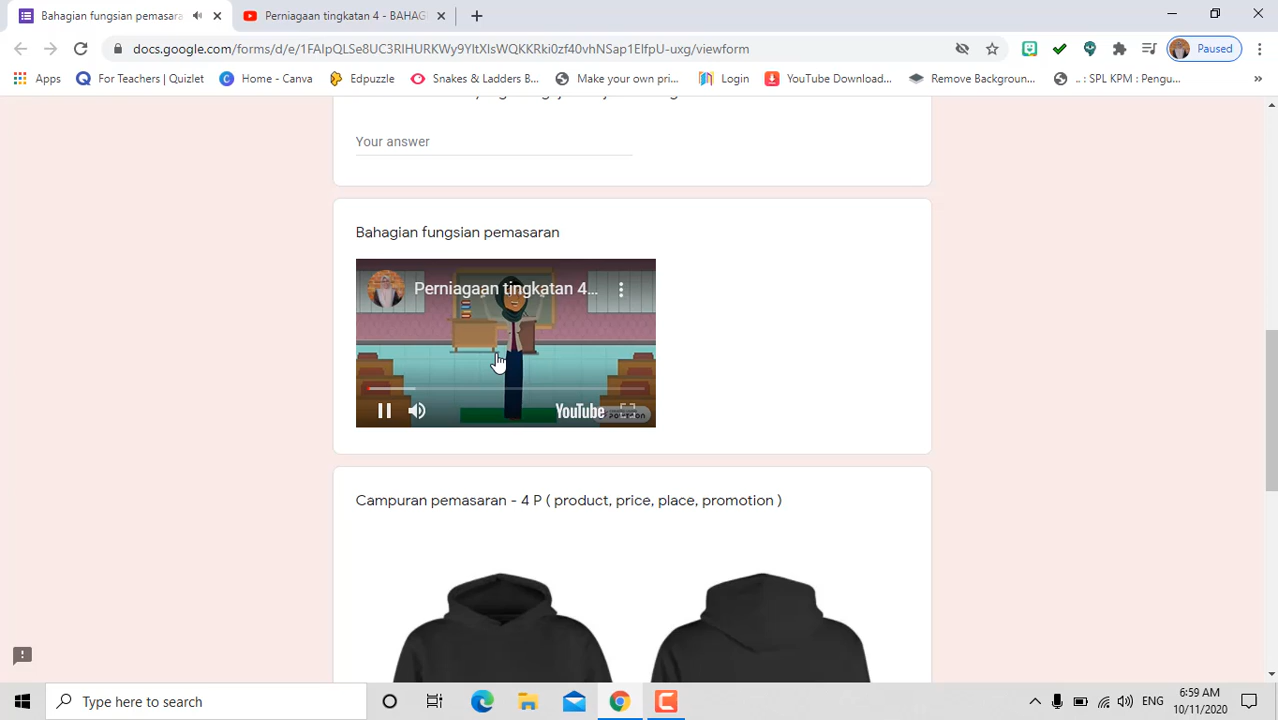 Bahagian fungsian pemasara
Perniagaan tingkatan 4 - BAHAG
docs.google.com/forms/d/e/1FAIpQLSe8UC3RIHURKWy9YltXIsWQKKRki0zf40vhNSap1ElfpU-uxg/viewform
Paused
Apps
For Teachers | Quizlet
Home - Canva
Edpuzzle
Snakes & Ladders B...
Make your own pri...
Login
YouTube Download...
Remove Backgroun...
.. : SPL KPM : Pengu...
»
Your answer
Bahagian fungsian pemasaran
Perniagaan tingkatan 4...
YouTube
Campuran pemasaran - 4 P ( product, price, place, promotion )
Type here to search
ENG
6:59 AM
10/11/2020